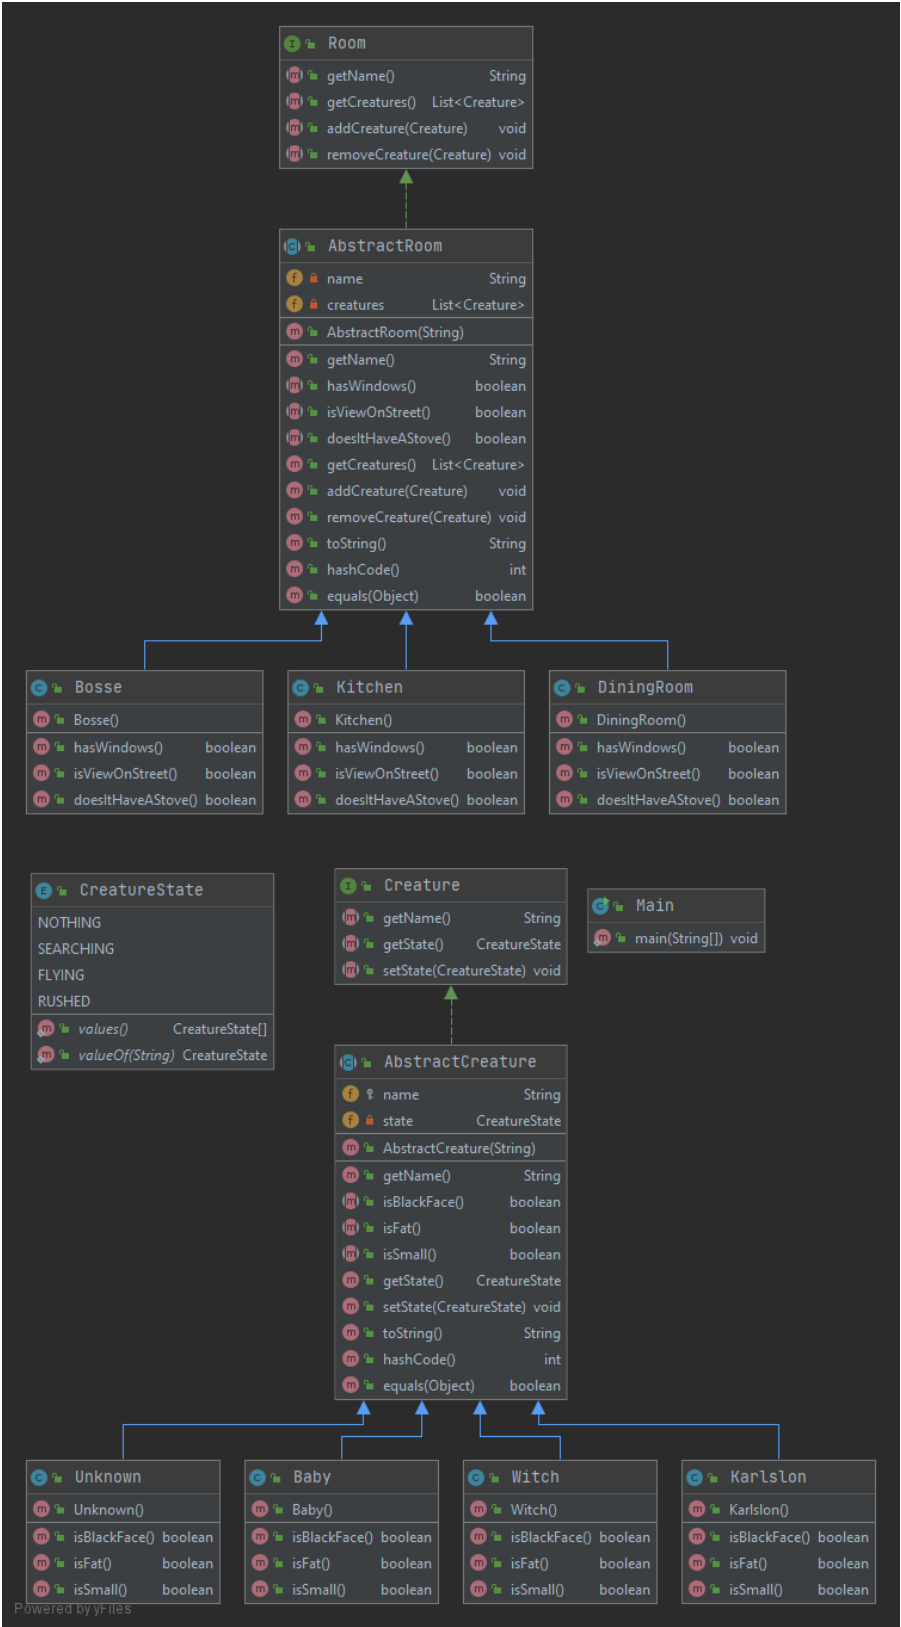 Room
getName() String
getCreatures() List<Creature>
addCreature(Creature) void
removeCreature(Creature) void
AbstractRoom
name String
creatures List<Creature>
AbstractRoom(String)
getName() String
hasWindows() boolean
isViewOnStreet() boolean
doesItHaveAStove() boolean
getCreatures() List<Creature>
addCreature(Creature) void
removeCreature(Creature) void
toString() String
hashCode() int
equals(Object) boolean
Bosse
Bosse()
hasWindows() boolean
isViewOnStreet() boolean
doesItHaveAStove() boolean
Kitchen
Kitchen()
hasWindows() boolean
isViewOnStreet() boolean
doesItHaveAStove() boolean
DiningRoom
DiningRoom()
hasWindows() boolean
isViewOnStreet() boolean
doesItHaveAStove() boolean
CreatureState
NOTHING
SEARCHING
FLYING
RUSHED
values() CreatureState[]
valueOf(String) CreatureState
Creature
getName() String
getState() CreatureState
setState(CreatureState) void
Main
main(String[]) void
AbstractCreature
name String
state CreatureState
AbstractCreature(String)
getName() String
isBlackFace() boolean
isFat() boolean
isSmall() boolean
getState() CreatureState
setState(CreatureState) void
toString() String
hashCode() int
equals(Object) boolean
Unknown
Unknown()
isBlackFace() boolean
isFat() boolean
isSmall() boolean
Baby
Baby()
isBlackFace() boolean
isFat() boolean
isSmall() boolean
Witch
Witch()
isBlackFace() boolean
isFat() boolean
isSmall() boolean
Karlslon
Karlslon()
isBlackFace() boolean
isFat() boolean
isSmall() boolean
Powered by yFiles